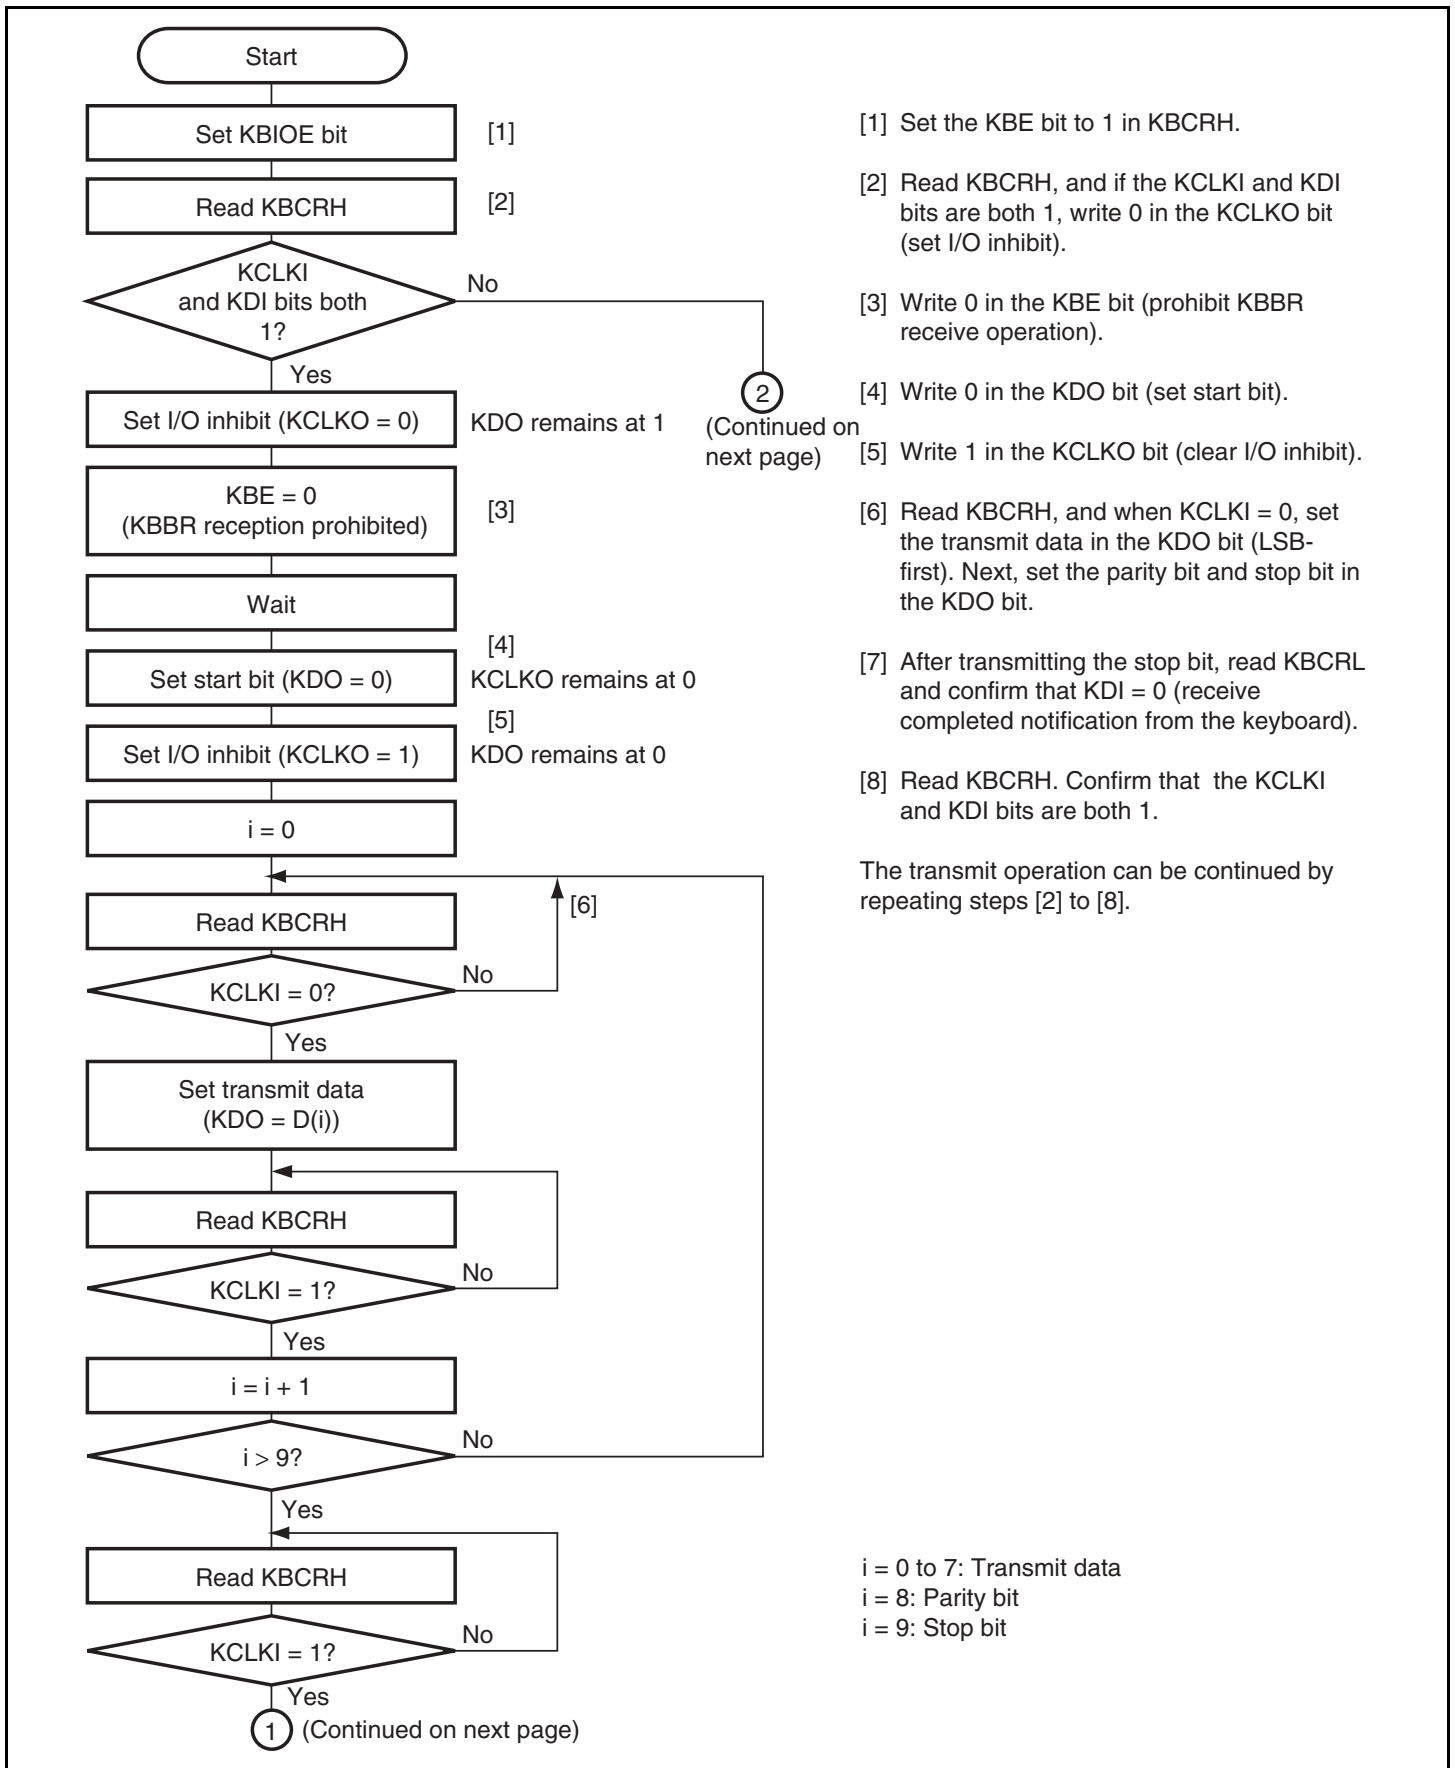 Start
Set KBIOE bit
[1]
Read KBCRH
[2]
KCLKI
and KDI bits both
1?
No
Yes
2
(Continued on
next page)
Set I/O inhibit (KCLKO = 0)
KDO remains at 1
KBE = 0
(KBBR reception prohibited)
[3]
Wait
[4]
Set start bit (KDO = 0)
KCLKO remains at 0
[5]
Set I/O inhibit (KCLKO = 1)
KDO remains at 0
i = 0
Read KBCRH
[6]
KCLKI = 0?
No
Yes
Set transmit data
(KDO = D(i))
Read KBCRH
KCLKI = 1?
No
Yes
i = i + 1
i > 9?
No
Yes
Read KBCRH
KCLKI = 1?
No
Yes
1
(Continued on next page)
[1] Set the KBE bit to 1 in KBCRH.
[2] Read KBCRH, and if the KCLKI and KDI
bits are both 1, write 0 in the KCLKO bit
(set I/O inhibit).
[3] Write 0 in the KBE bit (prohibit KBBR
receive operation).
[4] Write 0 in the KDO bit (set start bit).
[5] Write 1 in the KCLKO bit (clear I/O inhibit).
[6] Read KBCRH, and when KCLKI = 0, set
the transmit data in the KDO bit (LSB-
first). Next, set the parity bit and stop bit in
the KDO bit.
[7] After transmitting the stop bit, read KBCRL
and confirm that KDI = 0 (receive
completed notification from the keyboard).
[8] Read KBCRH. Confirm that the KCLKI
and KDI bits are both 1.
The transmit operation can be continued by
repeating steps [2] to [8].
i = 0 to 7: Transmit data
i = 8: Parity bit
i = 9: Stop bit